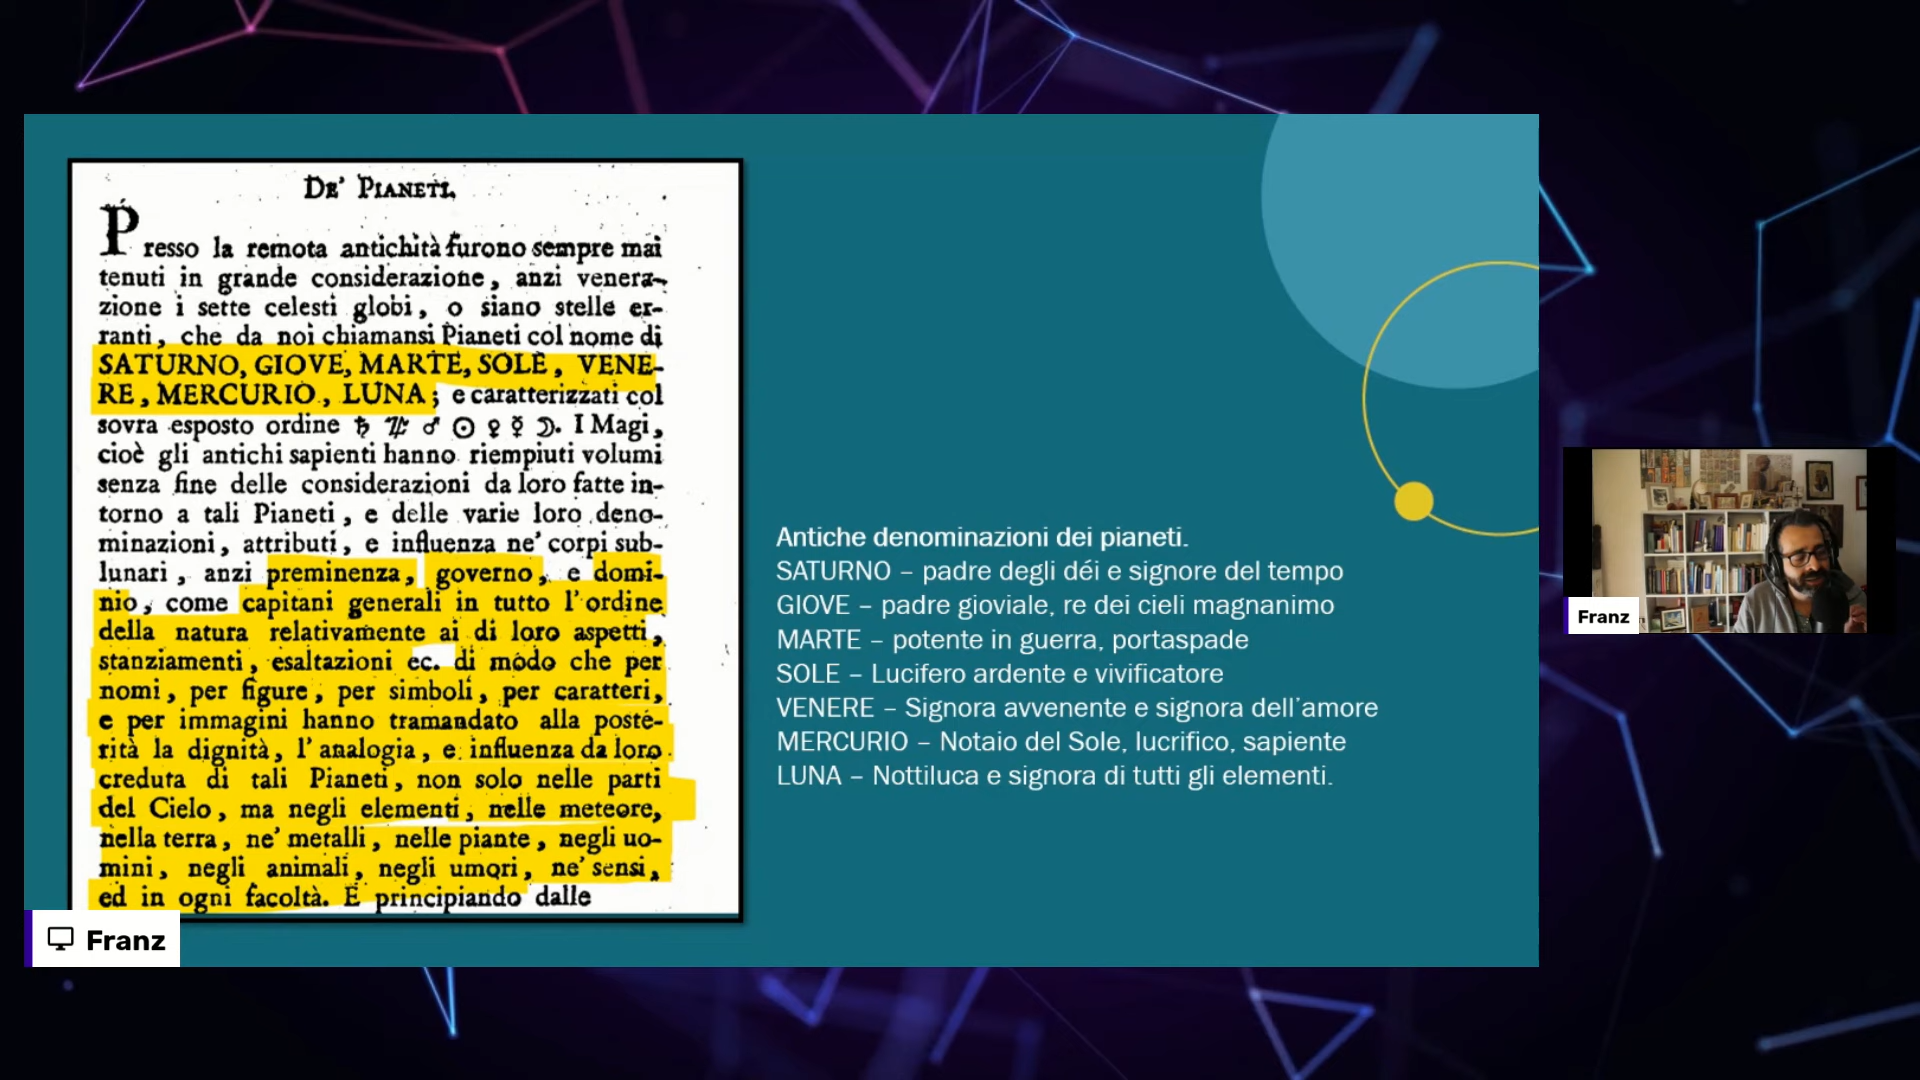 DE' PIANETI.
Presso la remota antichità furono sempre mai
tenuti in grande considerazione, anzi venera-
zione i sette celesti globi, o siano stelle er-
ranti, che da noi chiamansi Pianeti col nome di
SATURNO, GIOVE, MARTE, SOLE, VENE-
RE, MERCURIO, LUNA; e caratterizzati col
sovra esposto ordine ♄ ♃ ♂ ☉ ♀ ☿ ☽. I Magi,
cioè gli antichi sapienti hanno riempiuti volumi
senza fine delle considerazioni da loro fatte in-
torno a tali Pianeti, e delle varie loro deno-
minazioni, attributi, e influenza ne' corpi sub-
lunari, anzi preminenza, governo, e domi-
nio, come capitani generali in tutto l'ordine
della natura relativamente ai di loro aspetti,
stanziamenti, esaltazioni ec. di modo che per
nomi, per figure, per simboli, per caratteri,
e per immagini hanno tramandato alla poste-
rità la dignità, l'analogia, e influenza da loro
creduta di tali Pianeti, non solo nelle parti
del Cielo, ma negli elementi, nelle meteore,
nella terra, ne' metalli, nelle piante, negli uo-
mini, negli animali, negli umori, ne' sensi,
ed in ogni facoltà. E principiando dalle
Antiche denominazioni dei pianeti.
SATURNO – padre degli déi e signore del tempo
GIOVE – padre gioviale, re dei cieli magnanimo
MARTE – potente in guerra, portaspade
SOLE – Lucifero ardente e vivificatore
VENERE – Signora avvenente e signora dell'amore
MERCURIO – Notaio del Sole, lucrifico, sapiente
LUNA – Nottiluca e signora di tutti gli elementi.
Franz
Franz